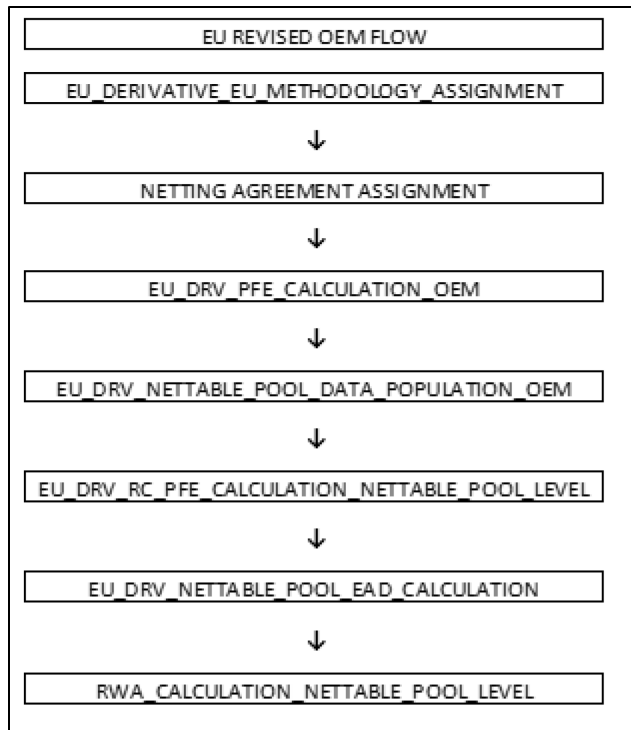 EU REVISED OEM FLOW
EU_DERIVATIVE_EU_METHODOLOGY_ASSIGNMENT
NETTING AGREEMENT ASSIGNMENT
EU_DRV_PFE_CALCULATION_OEM
EU_DRV_NETTABLE_POOL_DATA_POPULATION_OEM
EU_DRV_RC_PFE_CALCULATION_NETTABLE_POOL_LEVEL
EU_DRV_NETTABLE_POOL_EAD_CALCULATION
RWA_CALCULATION_NETTABLE_POOL_LEVEL